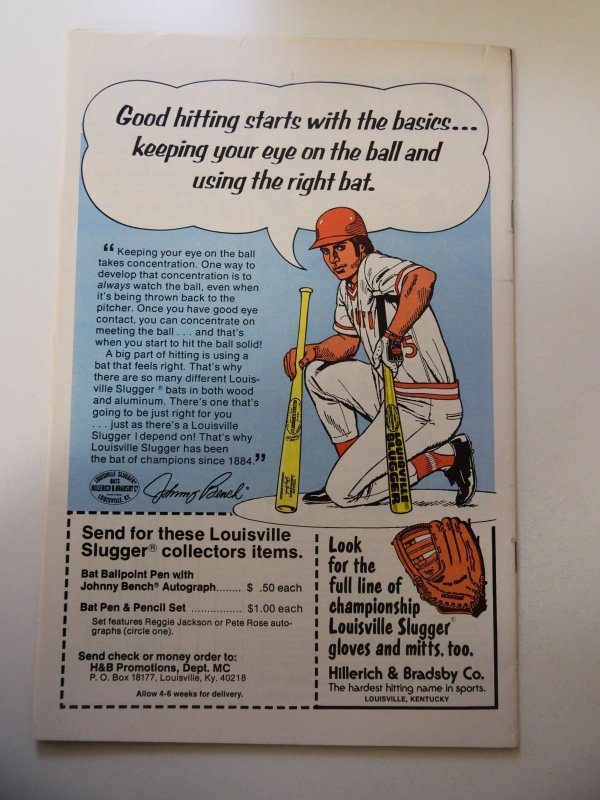 Good hitting starts with the basics...
keeping your eye on the ball and
using the right bat.
“Keeping your eye on the ball
takes concentration. One way to
develop that concentration is to
always watch the ball, even when
it's being thrown back to the
pitcher. Once you have good eye
contact, you can concentrate on
meeting the ball . . . and that's
when you start to hit the ball solid!
A big part of hitting is using a
bat that feels right. That's why
there are so many different Louis-
ville Slugger® bats in both wood
and aluminum. There's one that's
going to be just right for you
. . . just as there's a Louisville
Slugger I depend on! That's why
Louisville Slugger has been
the bat of champions since 1884.”
LOUISVILLE SLUGGER
BATS
HILLERICH & BRADSBY Co
LOUISVILLE, KY.
Johnny Bench
5
LOUISVILLE
SLUGGER
Send for these Louisville
Slugger® collectors items.
Bat Ballpoint Pen with
Johnny Bench® Autograph........ $ .50 each
Bat Pen & Pencil Set ................ $1.00 each
Set features Reggie Jackson or Pete Rose auto-
graphs (circle one).
Send check or money order to:
H&B Promotions, Dept. MC
P. O. Box 18177, Louisville, Ky. 40218
Allow 4-6 weeks for delivery.
Look
for the
full line of
championship
Louisville Slugger®
gloves and mitts, too.
Hillerich & Bradsby Co.
The hardest hitting name in sports.
LOUISVILLE, KENTUCKY